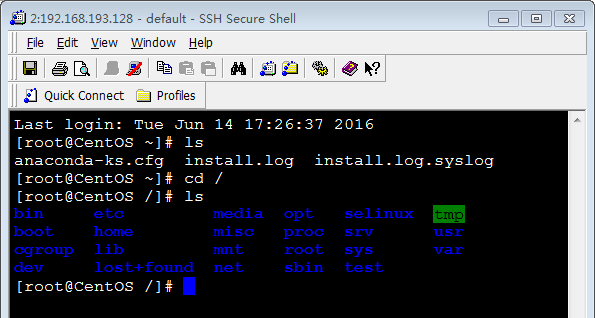 2:192.168.193.128 - default - SSH Secure Shell
File Edit View Window Help
Quick Connect Profiles
Last login: Tue Jun 14 17:26:37 2016
[root@CentOS ~]# ls
anaconda-ks.cfg install.log install.log.syslog
[root@CentOS ~]# cd /
[root@CentOS /]# ls
bin etc media opt selinux tmp
boot home misc proc srv usr
cgroup lib mnt root sys var
dev lost+found net sbin test
[root@CentOS /]#